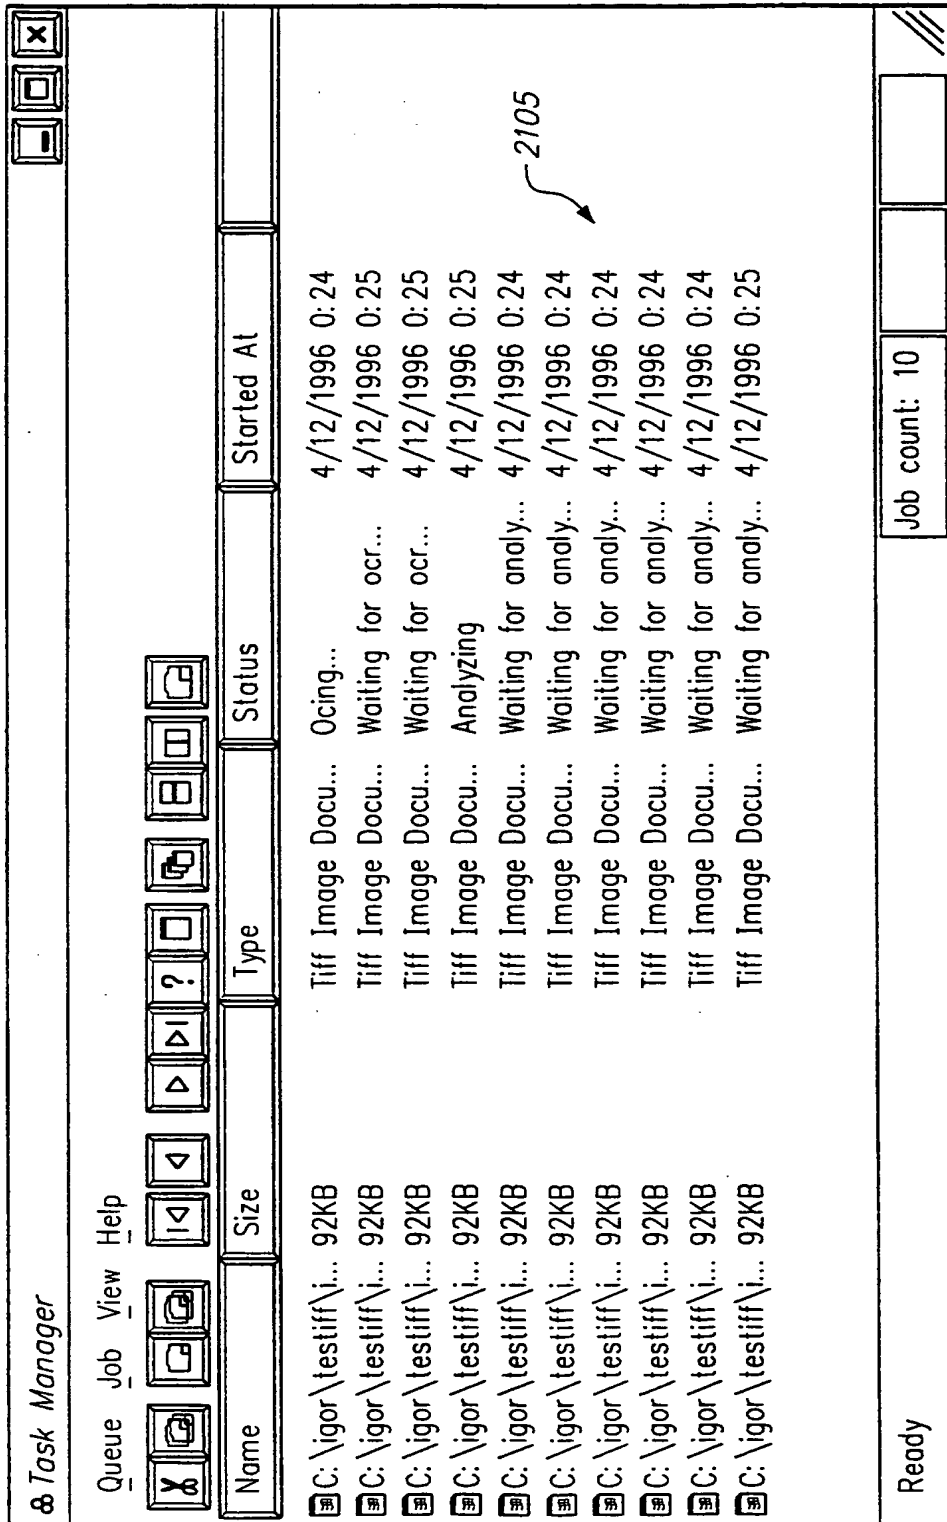 Task Manager
Queue Job View Help
?
Name Size Type Status Started At
C: \igor\testiff\i... 92KB Tiff Image Docu... Ocing... 4/12/1996 0:24
C: \igor\testiff\i... 92KB Tiff Image Docu... Waiting for ocr... 4/12/1996 0:25
C: \igor\testiff\i... 92KB Tiff Image Docu... Waiting for ocr... 4/12/1996 0:25
C: \igor\testiff\i... 92KB Tiff Image Docu... Analyzing 4/12/1996 0:25
C: \igor\testiff\i... 92KB Tiff Image Docu... Waiting for analy... 4/12/1996 0:24
C: \igor\testiff\i... 92KB Tiff Image Docu... Waiting for analy... 4/12/1996 0:24
C: \igor\testiff\i... 92KB Tiff Image Docu... Waiting for analy... 4/12/1996 0:24
C: \igor\testiff\i... 92KB Tiff Image Docu... Waiting for analy... 4/12/1996 0:24
C: \igor\testiff\i... 92KB Tiff Image Docu... Waiting for analy... 4/12/1996 0:24
C: \igor\testiff\i... 92KB Tiff Image Docu... Waiting for analy... 4/12/1996 0:25
2105
Ready Job count: 10